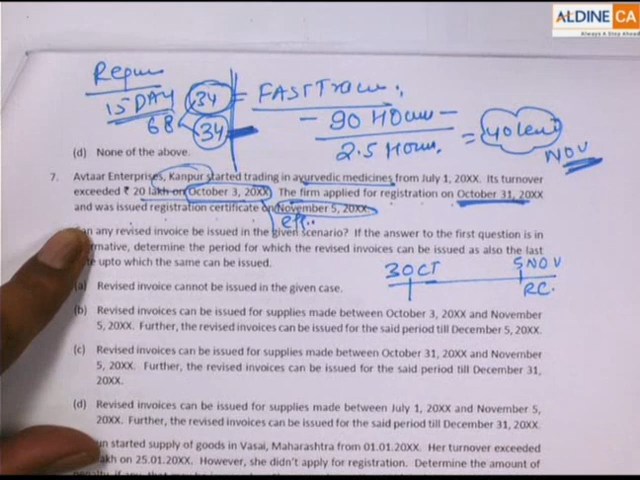 ALDINE CA
Always A Step Ahead
15 DAY 34 = FAST
68 34
90 HOUR
2.5 Hour. =
NOV
(d) None of the above.
7. Avtaar Enterprises, Kanpur started trading in ayurvedic medicines from July 1, 20XX. Its turnover
exceeded ₹ 20 lakh on October 3, 20XX. The firm applied for registration on October 31, 20XX
and was issued registration certificate on November 5, 20XX.
eff..
any revised invoice be issued in the given scenario? If the answer to the first question is in
rmative, determine the period for which the revised invoices can be issued as also the last
upto which the same can be issued.
3 OCT 5 NOV
RC.
(a) Revised invoice cannot be issued in the given case.
(b) Revised invoices can be issued for supplies made between October 3, 20XX and November
5, 20XX. Further, the revised invoices can be issued for the said period till December 5, 20XX.
(c) Revised invoices can be issued for supplies made between October 31, 20XX and November
5, 20XX. Further, the revised invoices can be issued for the said period till December 31,
20XX.
(d) Revised invoices can be issued for supplies made between July 1, 20XX and November 5,
20XX. Further, the revised invoices can be issued for the said period till December 31, 20XX.
un started supply of goods in Vasai, Maharashtra from 01.01.20XX. Her turnover exceeded
akh on 25.01.20XX. However, she didn't apply for registration. Determine the amount of